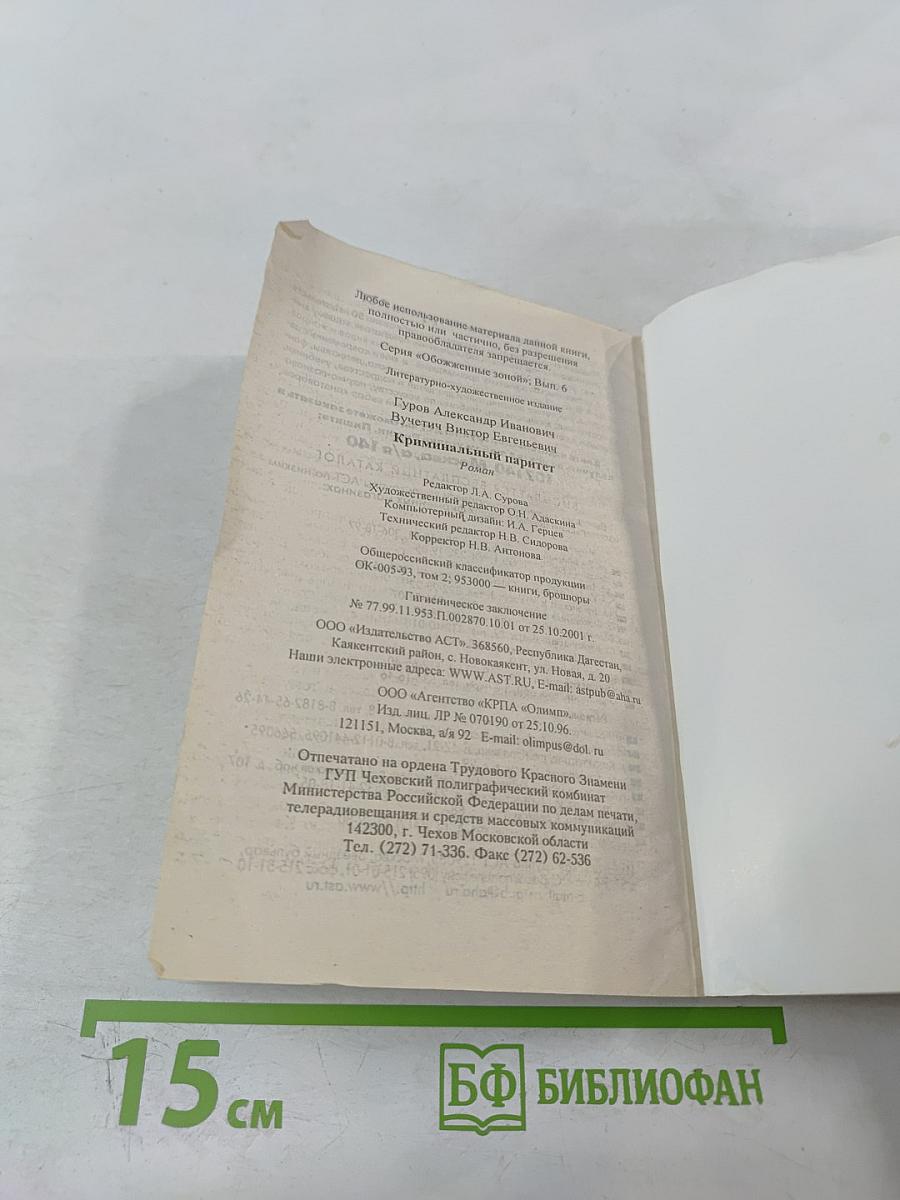 Любое использование материала данной книги,
полностью или частично, без разрешения
правообладателя запрещается.
Серия «Обожженные зоной»; Вып. 6
Литературно-художественное издание
Гуров Александр Иванович
Вучетич Виктор Евгеньевич
Криминальный паритет
Роман
Редактор Л.А. Сурова
Художественный редактор О.Н. Адаскина
Компьютерный дизайн: И.А. Герцев
Технический редактор Н.В. Сидорова
Корректор Н.В. Антонова
Общероссийский классификатор продукции
ОК-005-93, том 2; 953000 — книги, брошюры
Гигиеническое заключение
№ 77.99.11.953.П.002870.10.01 от 25.10.2001 г.
ООО «Издательство АСТ». 368560, Республика Дагестан,
Каякентский район, с. Новокаякент, ул. Новая, д. 20
Наши электронные адреса: WWW.AST.RU, E-mail: astpub@aha.ru
ООО «Агентство «КРПА «Олимп».
Изд. лиц. ЛР № 070190 от 25.10.96.
121151, Москва, а/я 92 E-mail: olimpus@dol. ru
Отпечатано на ордена Трудового Красного Знамени
ГУП Чеховский полиграфический комбинат
Министерства Российской Федерации по делам печати,
телерадиовещания и средств массовых коммуникаций
142300, г. Чехов Московской области
Тел. (272) 71-336. Факс (272) 62-536
15 см
БФ БИБЛИОФАН